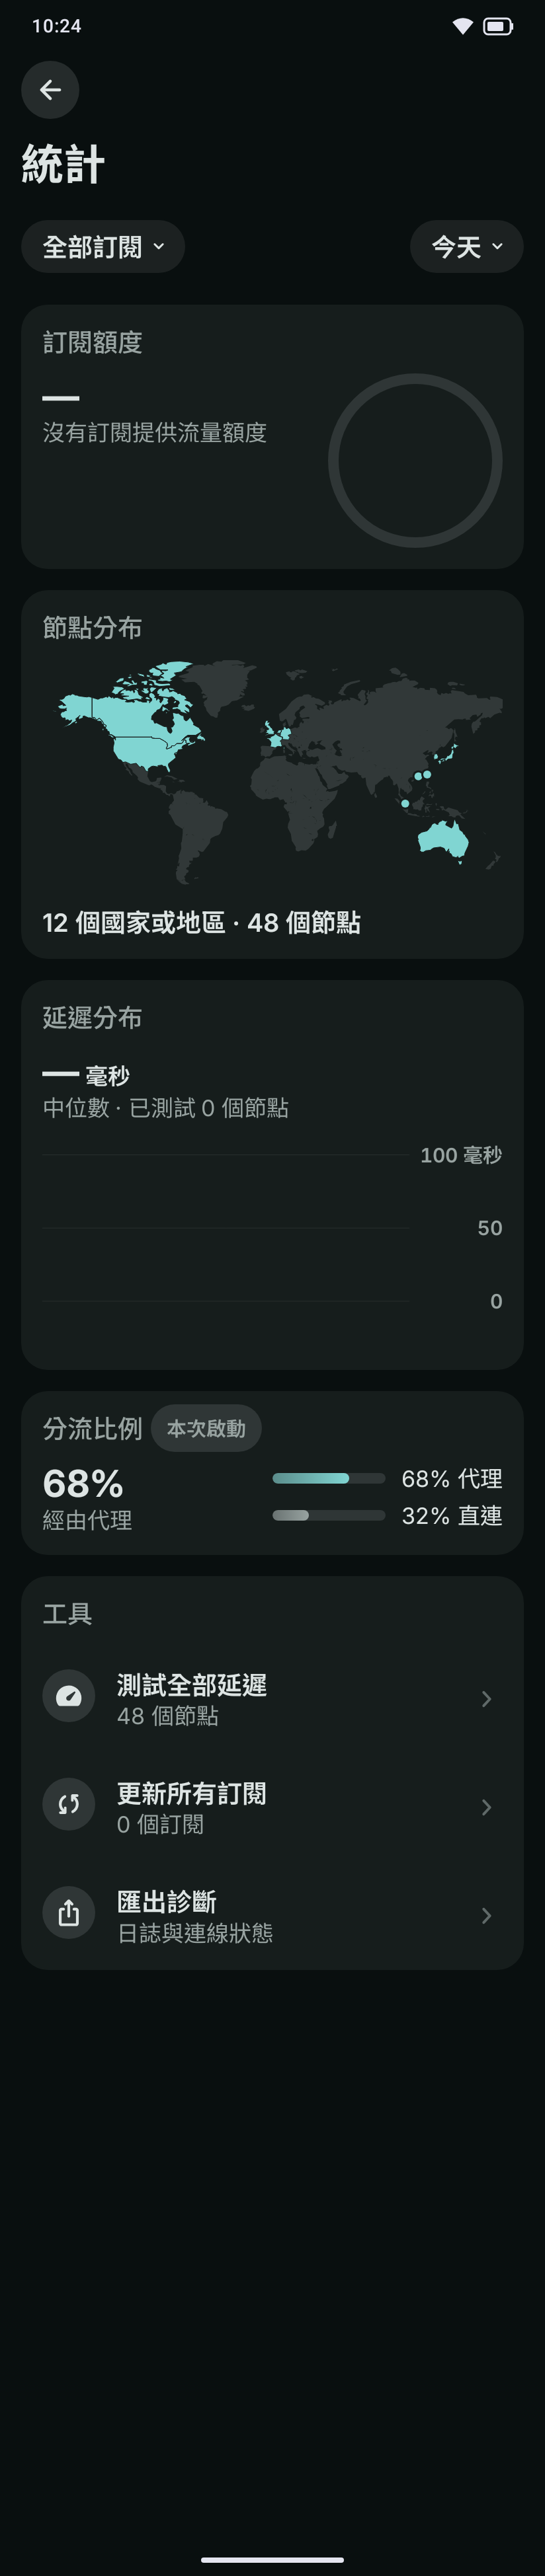 10:24
統計
全部訂閱
今天
訂閱額度
—
沒有訂閱提供流量額度
節點分布
12 個國家或地區 · 48 個節點
延遲分布
— 毫秒
中位數 · 已測試 0 個節點
100 毫秒
50
0
分流比例 本次啟動
68%
經由代理
68% 代理
32% 直連
工具
測試全部延遲
48 個節點
更新所有訂閱
0 個訂閱
匯出診斷
日誌與連線狀態